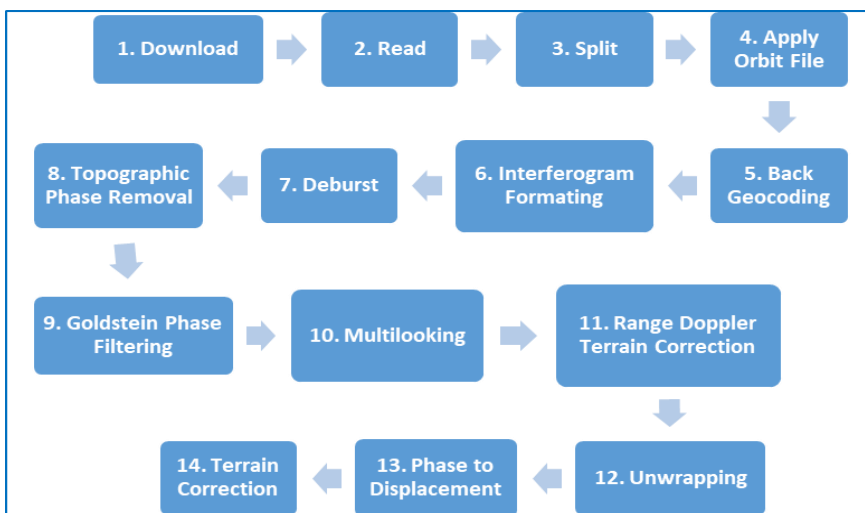 1. Download
2. Read
3. Split
4. Apply
Orbit File
5. Back
Geocoding
6. Interferogram
Formating
7. Deburst
8. Topographic
Phase Removal
9. Goldstein Phase
Filtering
10. Multilooking
11. Range Doppler
Terrain Correction
12. Unwrapping
13. Phase to
Displacement
14. Terrain
Correction